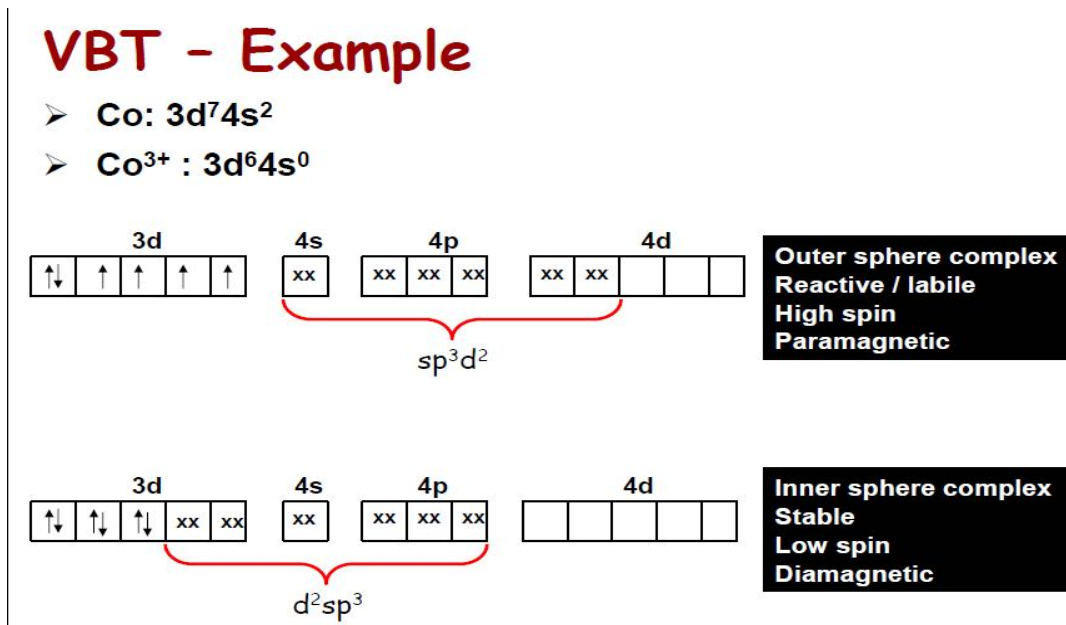 VBT – Example
➢ Co: 3d⁷4s²
➢ Co³⁺ : 3d⁶4s⁰
3d 4s 4p 4d
↑↓ ↑ ↑ ↑ ↑ xx xx xx xx xx xx
sp³d²
Outer sphere complex
Reactive / labile
High spin
Paramagnetic
3d 4s 4p 4d
↑↓ ↑↓ ↑↓ xx xx xx xx xx xx
d²sp³
Inner sphere complex
Stable
Low spin
Diamagnetic